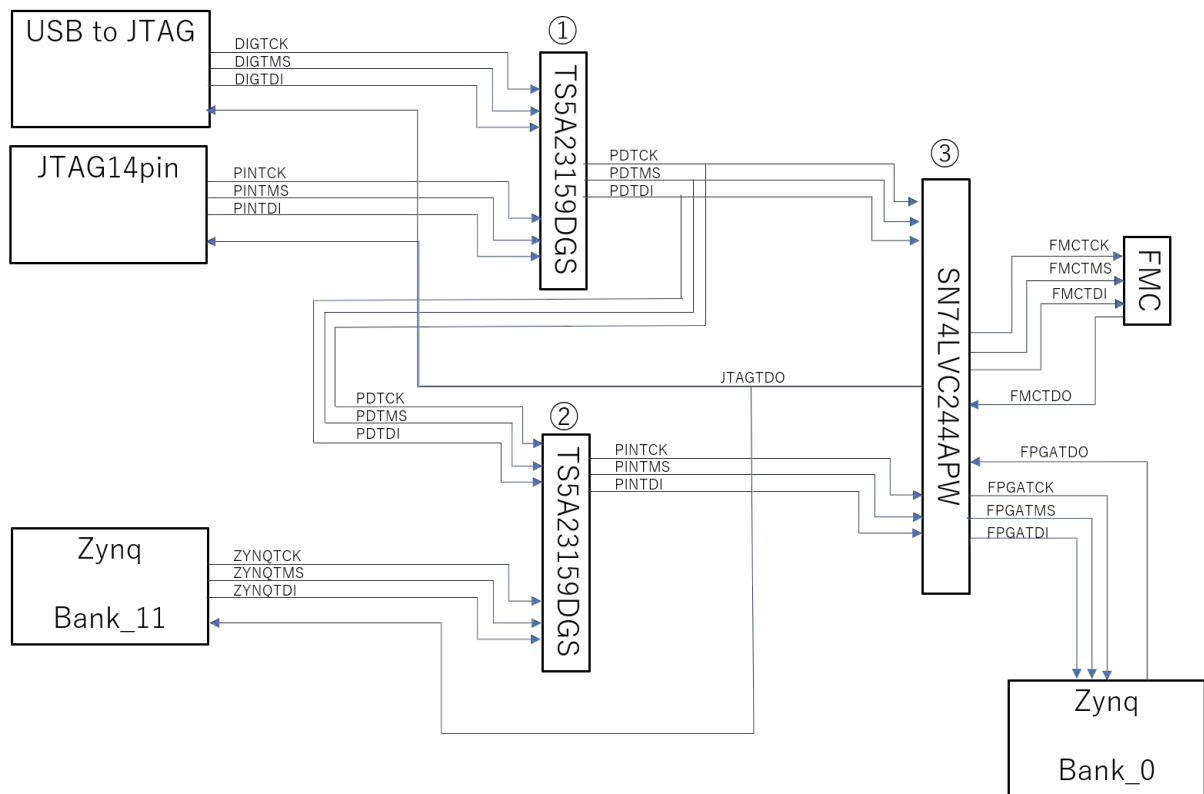 USB to JTAG
DIGTCK
DIGTMS
DIGTDI
①
TS5A23159DGS
JTAG14pin
PINTCK
PINTMS
PINTDI
PDTCK
PDTMS
PDTDI
③
SN74LVC244APW
FMCTCK
FMCTMS
FMCTDI
FMC
JTAGTDO
FMCTDO
PDTCK
PDTMS
PDTDI
②
TS5A23159DGS
PINTCK
PINTMS
PINTDI
FPGATDO
FPGATCK
FPGATMS
FPGATDI
Zynq
Bank_11
ZYNQTCK
ZYNQTMS
ZYNQTDI
Zynq
Bank_0